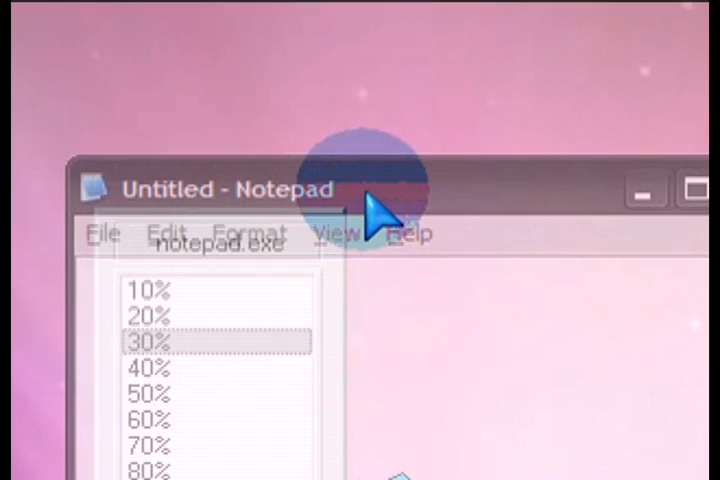 Untitled - Notepad
File Edit Format View Help
notepad.exe
10%
20%
30%
40%
50%
60%
70%
80%